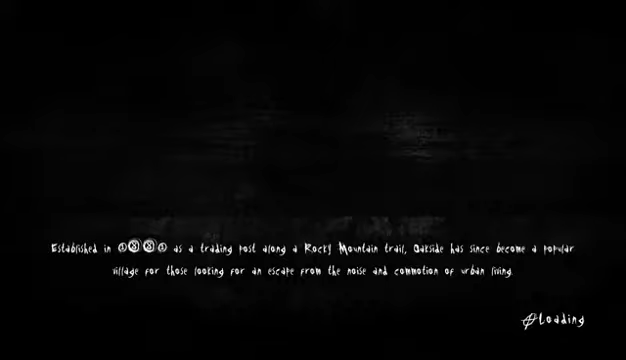 Established in as a trading post along a Rocky Mountain trail, Oakside has since become a popular
village for those looking for an escape from the noise and commotion of urban living.
Loading